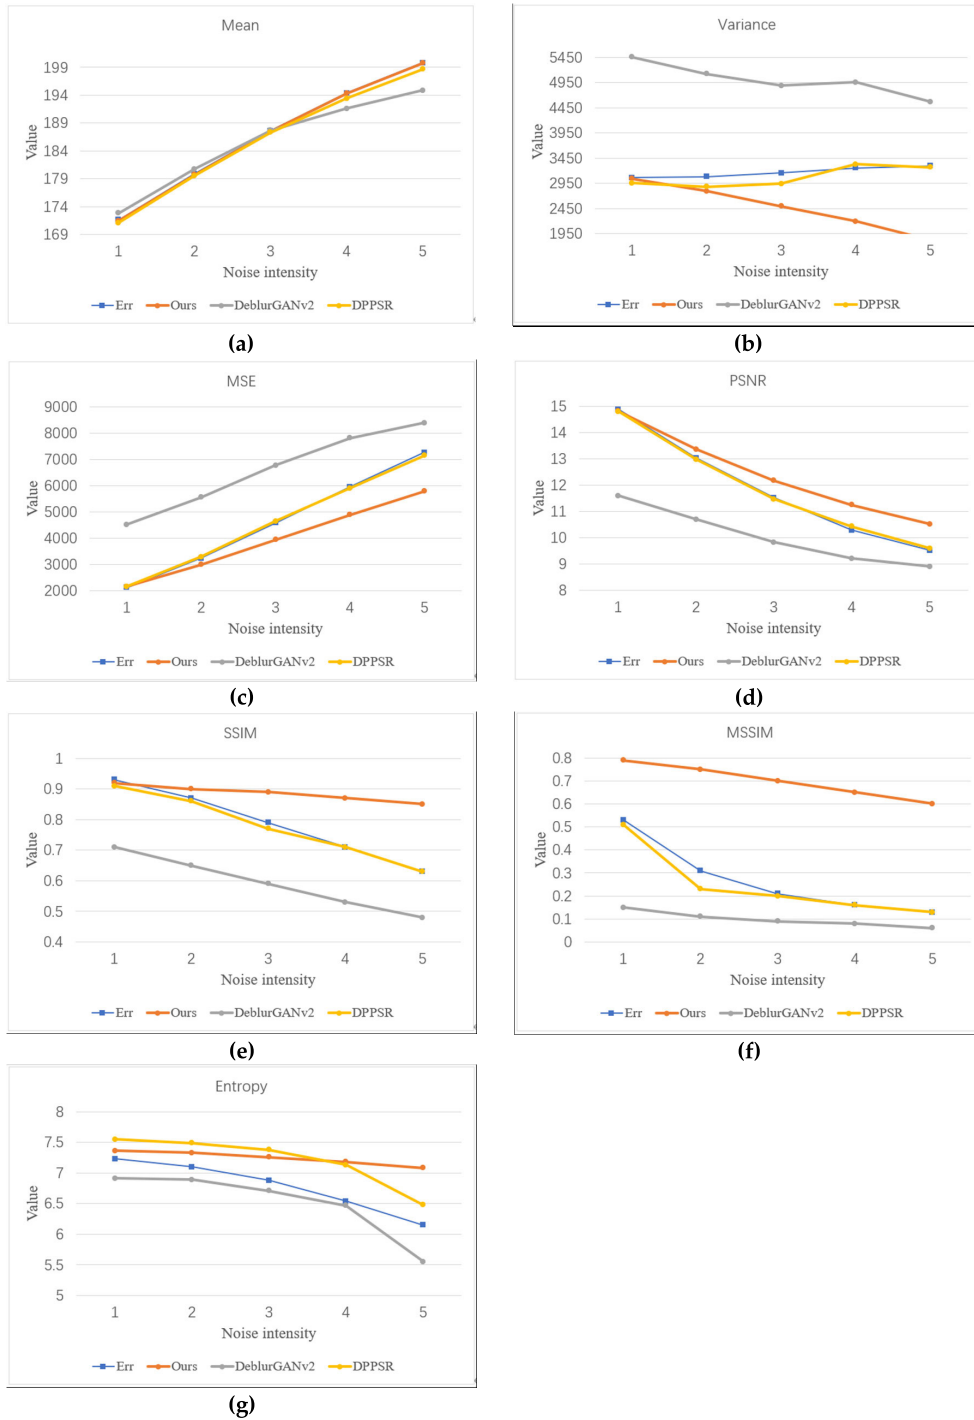 Mean
199
194
189
184
179
174
169
Value
1 2 3 4 5
Noise intensity
Err Ours DeblurGANv2 DPPSR
(a)
Variance
5450
4950
4450
3950
3450
2950
2450
1950
Value
1 2 3 4 5
Noise intensity
Err Ours DeblurGANv2 DPPSR
(b)
MSE
9000
8000
7000
6000
5000
4000
3000
2000
Value
1 2 3 4 5
Noise intensity
Err Ours DeblurGANv2 DPPSR
(c)
PSNR
15
14
13
12
11
10
9
8
Value
1 2 3 4 5
Noise intensity
Err Ours DeblurGANv2 DPPSR
(d)
SSIM
1
0.9
0.8
0.7
0.6
0.5
0.4
Value
1 2 3 4 5
Noise intensity
Err Ours DeblurGANv2 DPPSR
(e)
MSSIM
0.8
0.7
0.6
0.5
0.4
0.3
0.2
0.1
0
Value
1 2 3 4 5
Noise intensity
Err Ours DeblurGANv2 DPPSR
(f)
Entropy
8
7.5
7
6.5
6
5.5
5
Value
1 2 3 4 5
Noise intensity
Err Ours DeblurGANv2 DPPSR
(g)